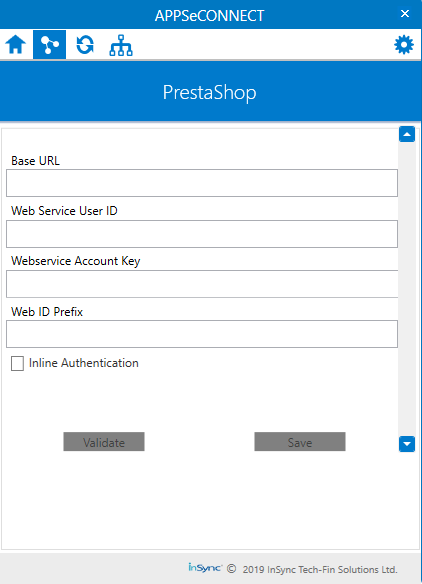 APPSeCONNECT
PrestaShop
Base URL
Web Service User ID
Webservice Account Key
Web ID Prefix
Inline Authentication
Validate Save
inSync © 2019 InSync Tech-Fin Solutions Ltd.